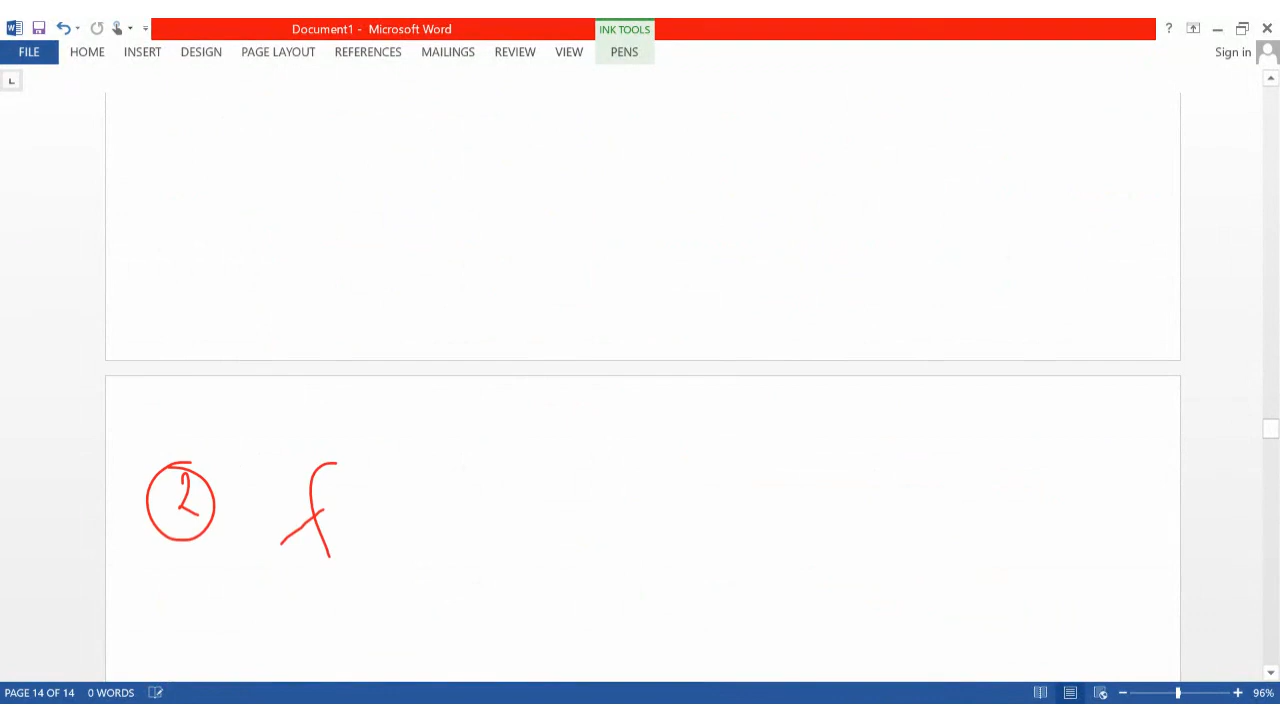 Document1 - Microsoft Word
INK TOOLS
?
FILE HOME INSERT DESIGN PAGE LAYOUT REFERENCES MAILINGS REVIEW VIEW PENS
Sign in
2 f
PAGE 14 OF 14 0 WORDS 96%